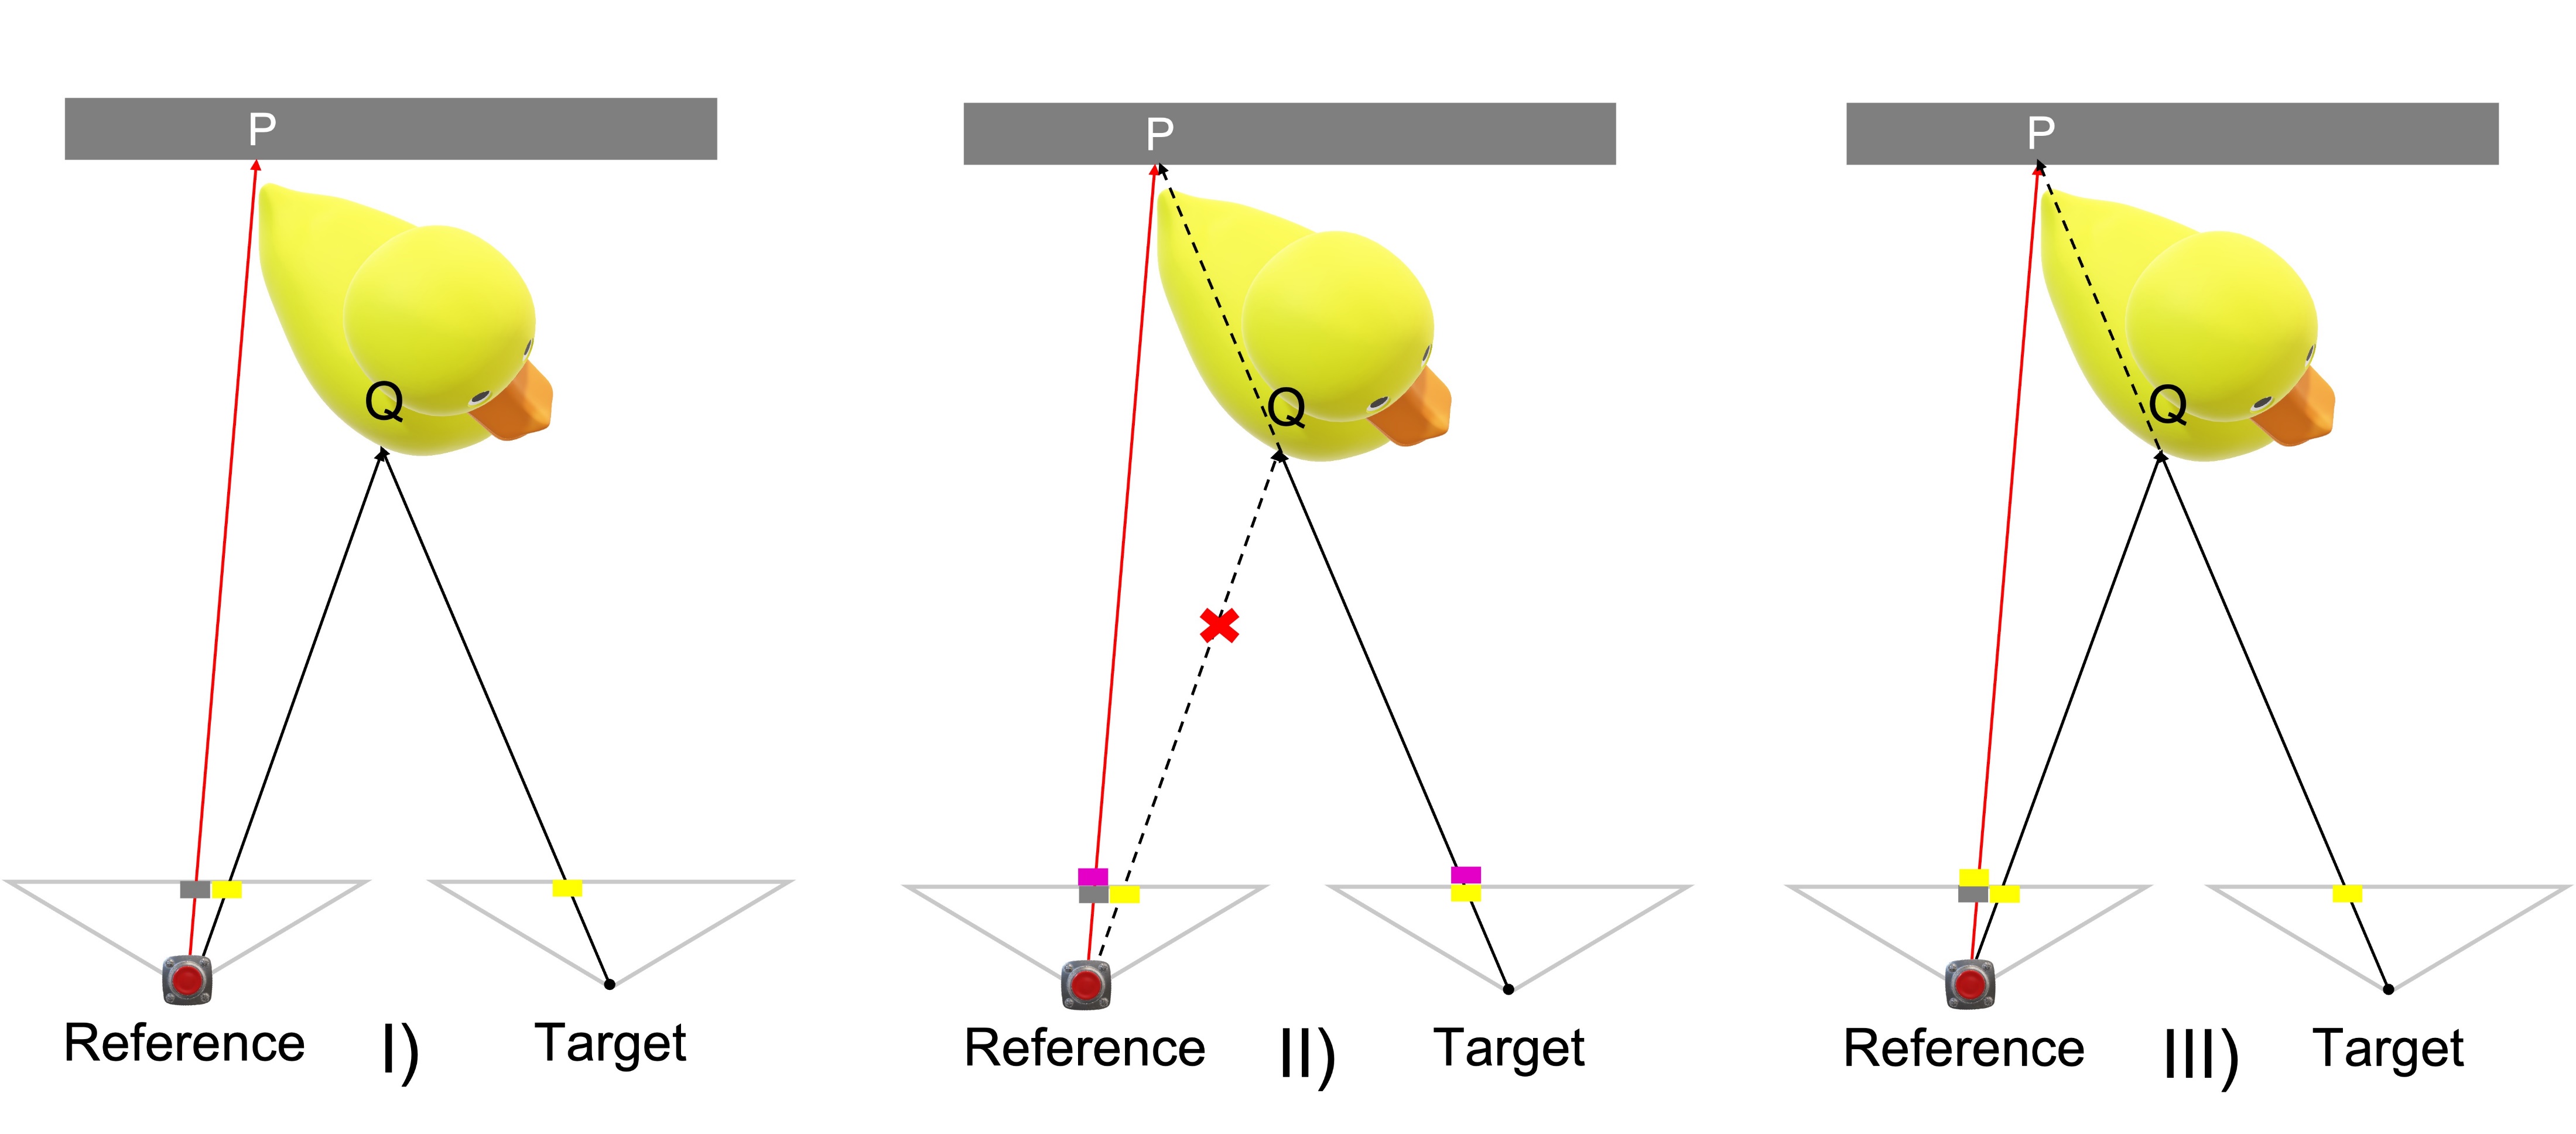 P
P
P
Q
Q
Q
Reference I) Target
Reference II) Target
Reference III) Target